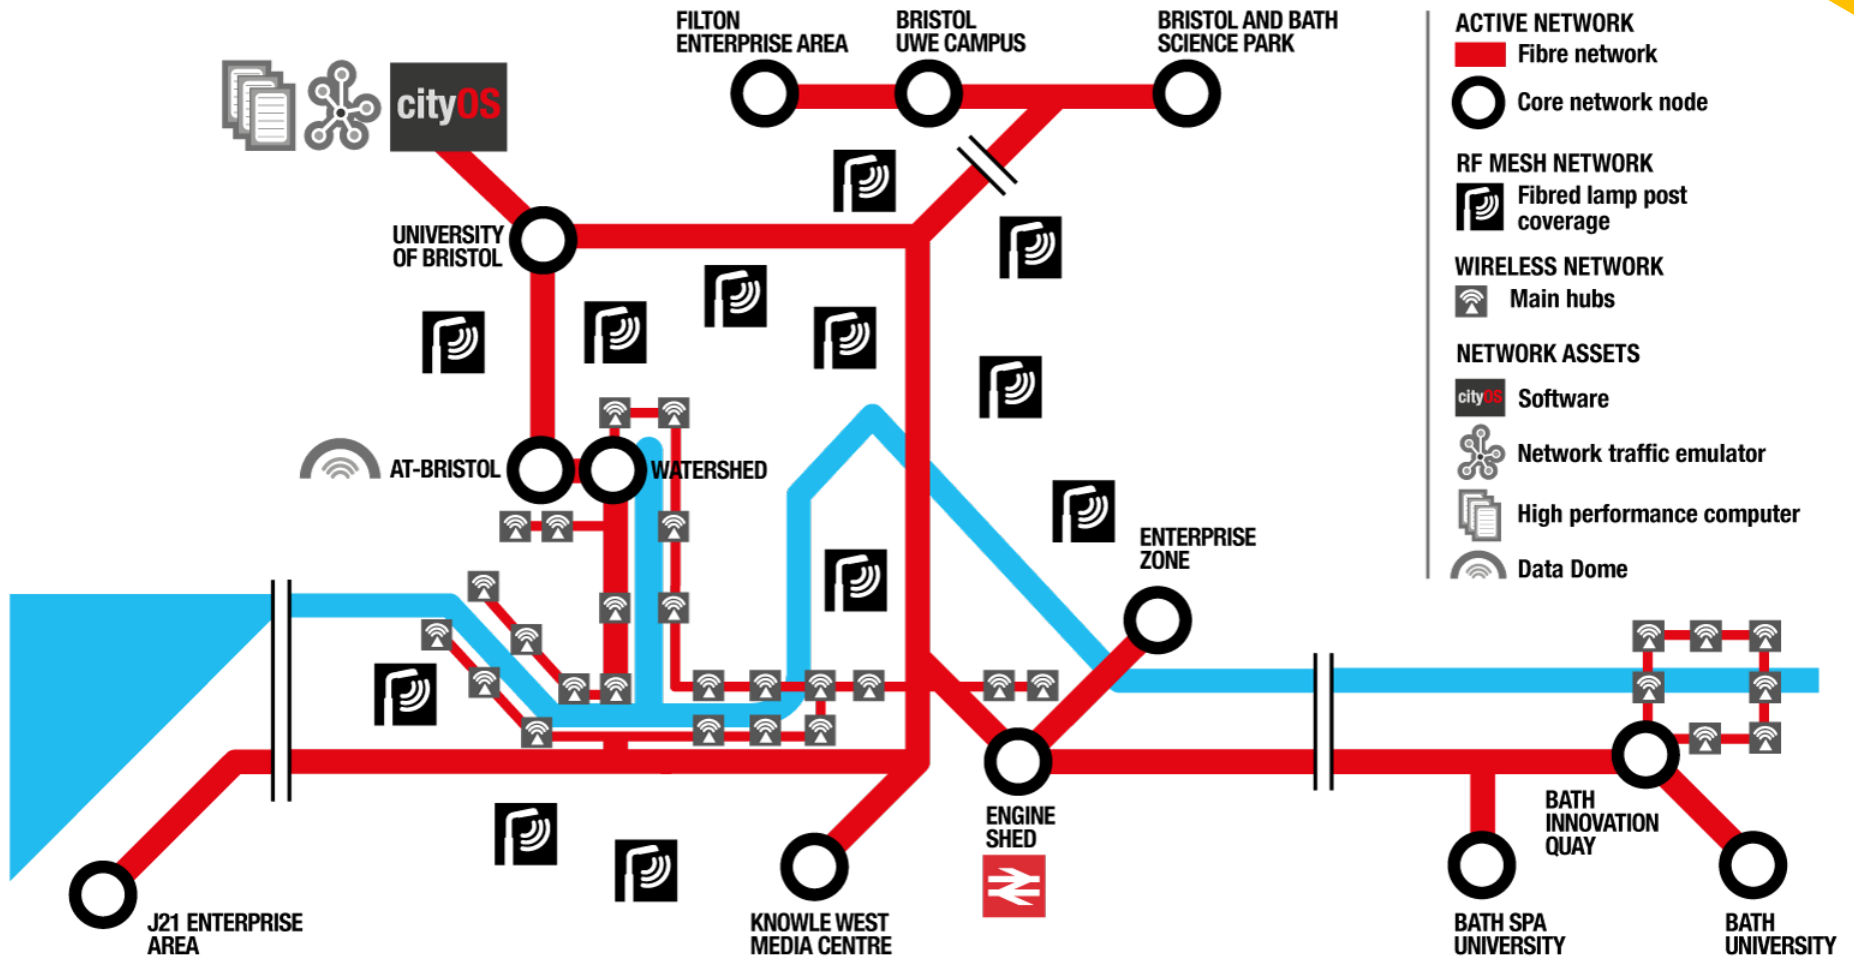 FILTON
ENTERPRISE AREA
BRISTOL
UWE CAMPUS
BRISTOL AND BATH
SCIENCE PARK
cityOS
UNIVERSITY
OF BRISTOL
AT-BRISTOL
WATERSHED
ENTERPRISE
ZONE
ENGINE
SHED
BATH
INNOVATION
QUAY
J21 ENTERPRISE
AREA
KNOWLE WEST
MEDIA CENTRE
BATH SPA
UNIVERSITY
BATH
UNIVERSITY
ACTIVE NETWORK
Fibre network
Core network node
RF MESH NETWORK
Fibred lamp post
coverage
WIRELESS NETWORK
Main hubs
NETWORK ASSETS
cityOS
Software
Network traffic emulator
High performance computer
Data Dome